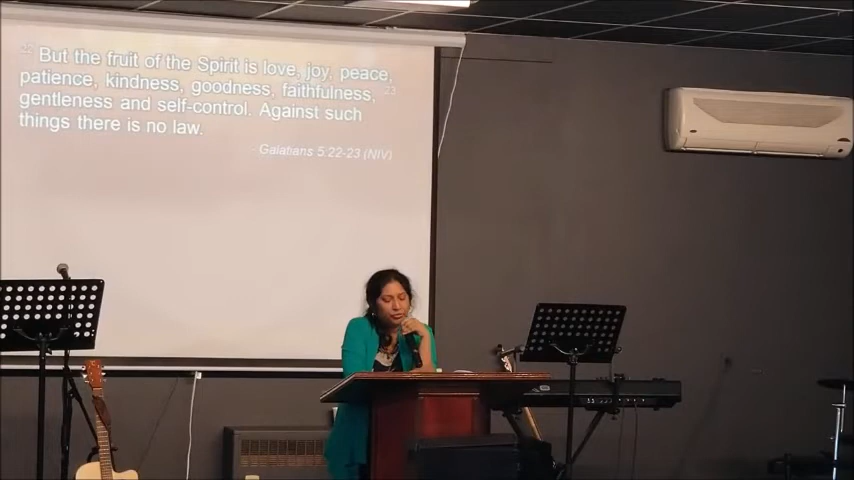 22 But the fruit of the Spirit is love, joy, peace,
patience, kindness, goodness, faithfulness, 23
gentleness and self-control. Against such
things there is no law.
- Galatians 5:22-23 (NIV)